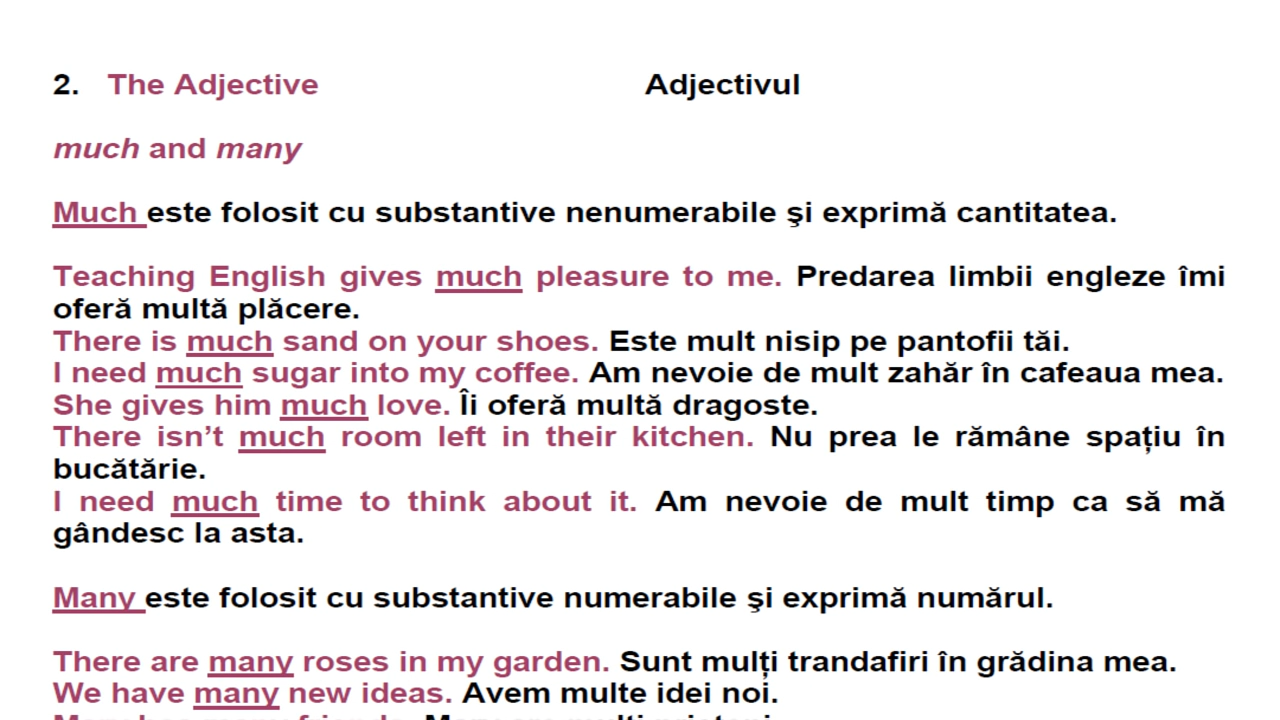 2. The Adjective Adjectivul
much and many
Much este folosit cu substantive nenumerabile şi exprimă cantitatea.
Teaching English gives much pleasure to me. Predarea limbii engleze îmi
oferă multă plăcere.
There is much sand on your shoes. Este mult nisip pe pantofii tăi.
I need much sugar into my coffee. Am nevoie de mult zahăr în cafeaua mea.
She gives him much love. Îi oferă multă dragoste.
There isn’t much room left in their kitchen. Nu prea le rămâne spațiu în
bucătărie.
I need much time to think about it. Am nevoie de mult timp ca să mă
gândesc la asta.
Many este folosit cu substantive numerabile şi exprimă numărul.
There are many roses in my garden. Sunt mulți trandafiri în grădina mea.
We have many new ideas. Avem multe idei noi.